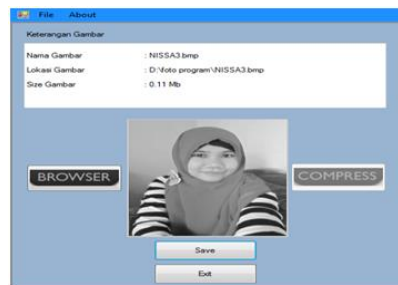 File About
Keterangan Gambar
Nama Gambar : NISSA3.bmp
Lokasi Gambar : D:\foto program\NISSA3.bmp
Size Gambar : 0.11 Mb
BROWSER
COMPRESS
Save
Exit